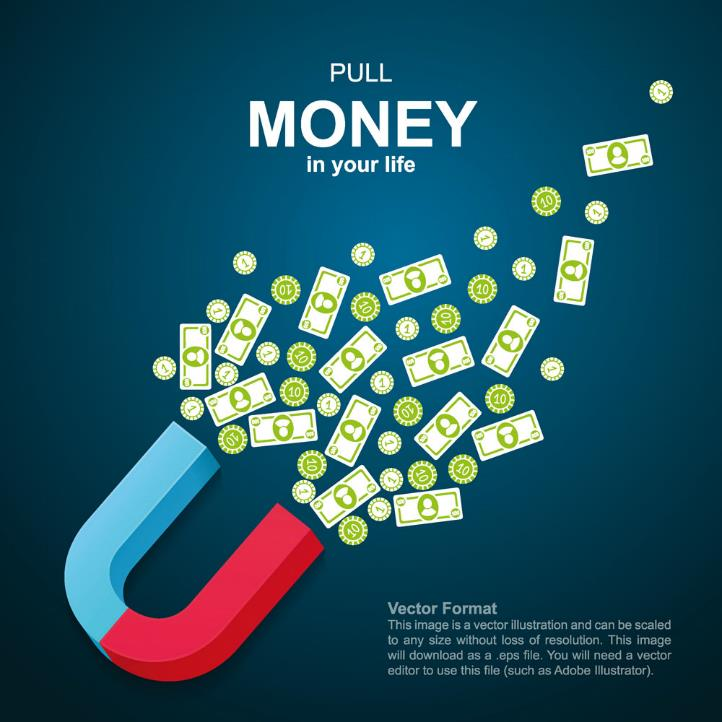 PULL
MONEY
in your life
Vector Format
This image is a vector illustration and can be scaled
to any size without loss of resolution. This image
will download as a .eps file. You will need a vector
editor to use this file (such as Adobe Illustrator).